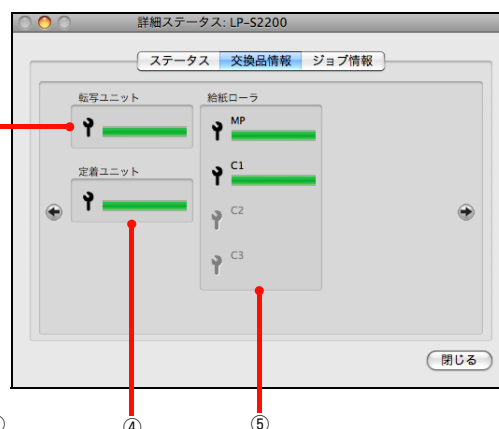 詳細ステータス: LP-S2200
ステータス 交換品情報 ジョブ情報
転写ユニット
給紙ローラ
MP
定着ユニット
C1
C2
C3
閉じる
④
⑤